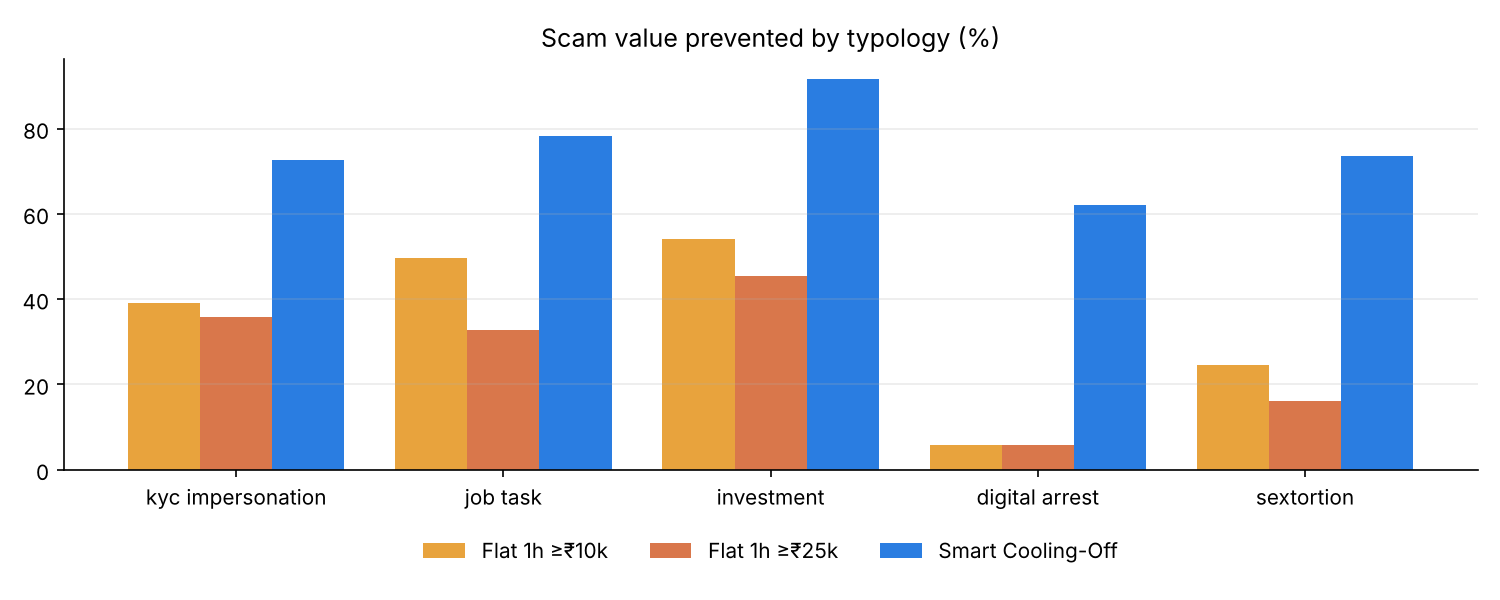 Scam value prevented by typology (%)
80
60
40
20
0
kyc impersonation job task investment digital arrest sextortion
Flat 1h ≥₹10k Flat 1h ≥₹25k Smart Cooling-Off